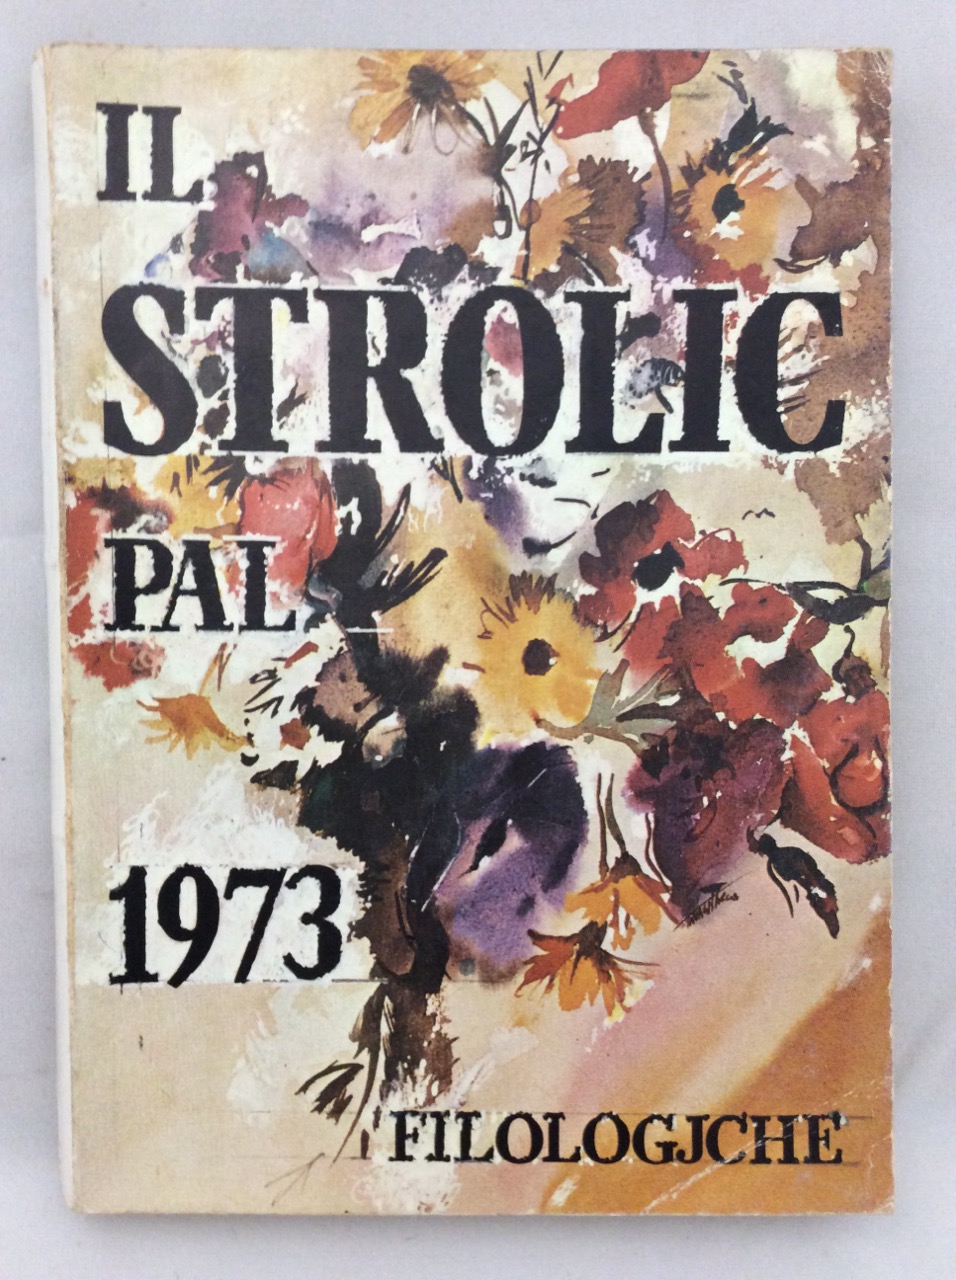 IL
STROLIC
PAL
1973
FILOLOGJCHE